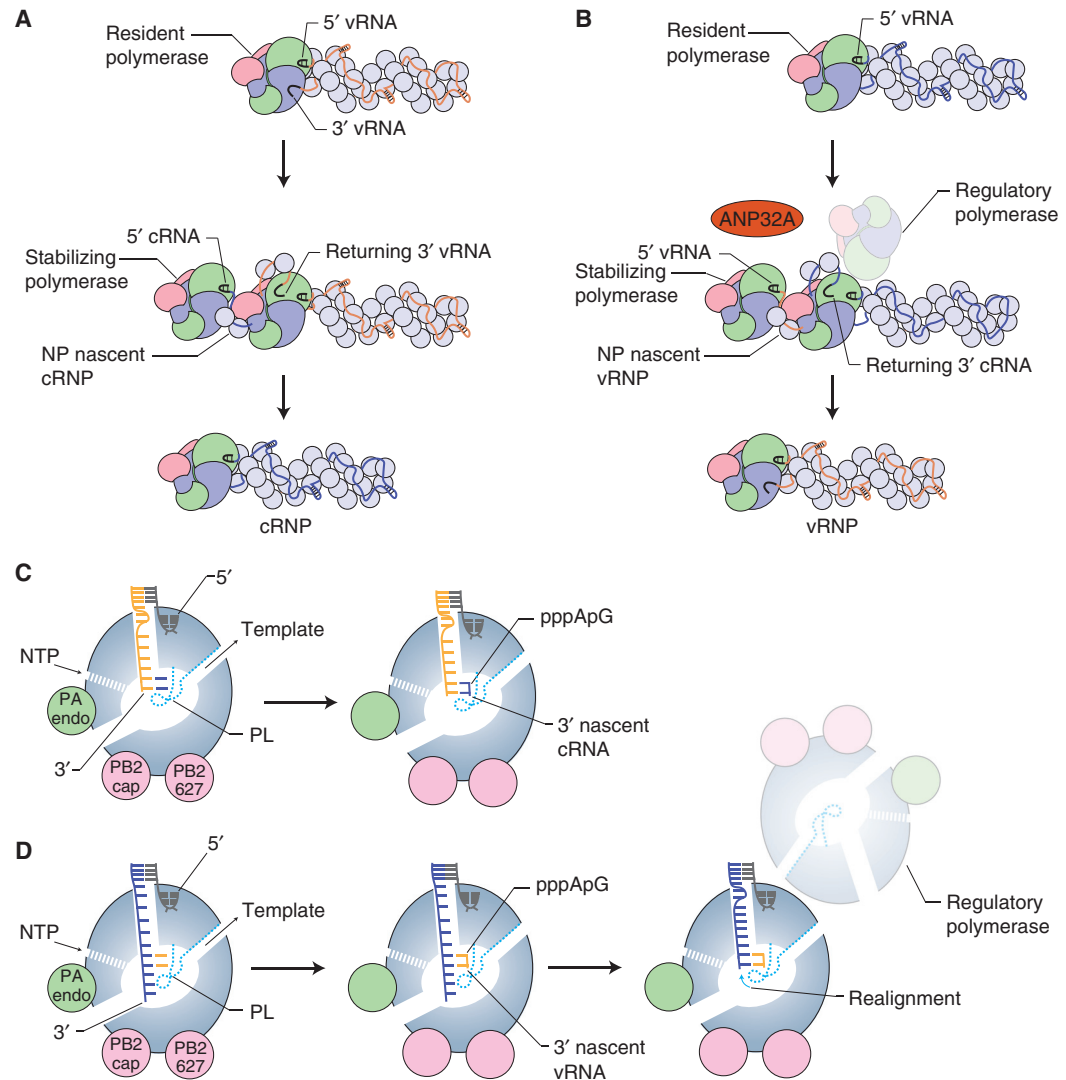 A
Resident
polymerase
5′ vRNA
3′ vRNA
Stabilizing
polymerase
5′ cRNA
Returning 3′ vRNA
NP nascent
cRNP
cRNP
B
Resident
polymerase
5′ vRNA
ANP32A
Regulatory
polymerase
5′ vRNA
Stabilizing
polymerase
NP nascent
vRNP
Returning 3′ cRNA
vRNP
C
5′
Template
NTP
PA
endo
PL
3′
PB2
cap
PB2
627
pppApG
3′ nascent
cRNA
D
5′
Template
NTP
PA
endo
PL
3′
PB2
cap
PB2
627
pppApG
3′ nascent
vRNA
Regulatory
polymerase
Realignment